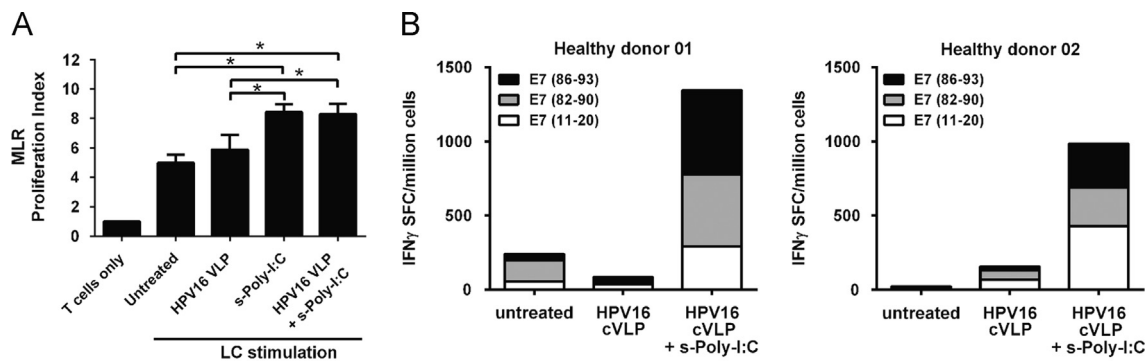 A
MLR
Proliferation Index
12
10
8
6
4
2
0
*
*
*
*
T cells only
Untreated
HPV16 VLP
s-Poly-I:C
HPV16 VLP
+ s-Poly-I:C
LC stimulation
B
Healthy donor 01
IFNγ SFC/million cells
1500
1000
500
0
E7 (86-93)
E7 (82-90)
E7 (11-20)
untreated
HPV16
cVLP
HPV16
cVLP
+ s-Poly-I:C
Healthy donor 02
IFNγ SFC/million cells
1500
1000
500
0
E7 (86-93)
E7 (82-90)
E7 (11-20)
untreated
HPV16
cVLP
HPV16
cVLP
+ s-Poly-I:C